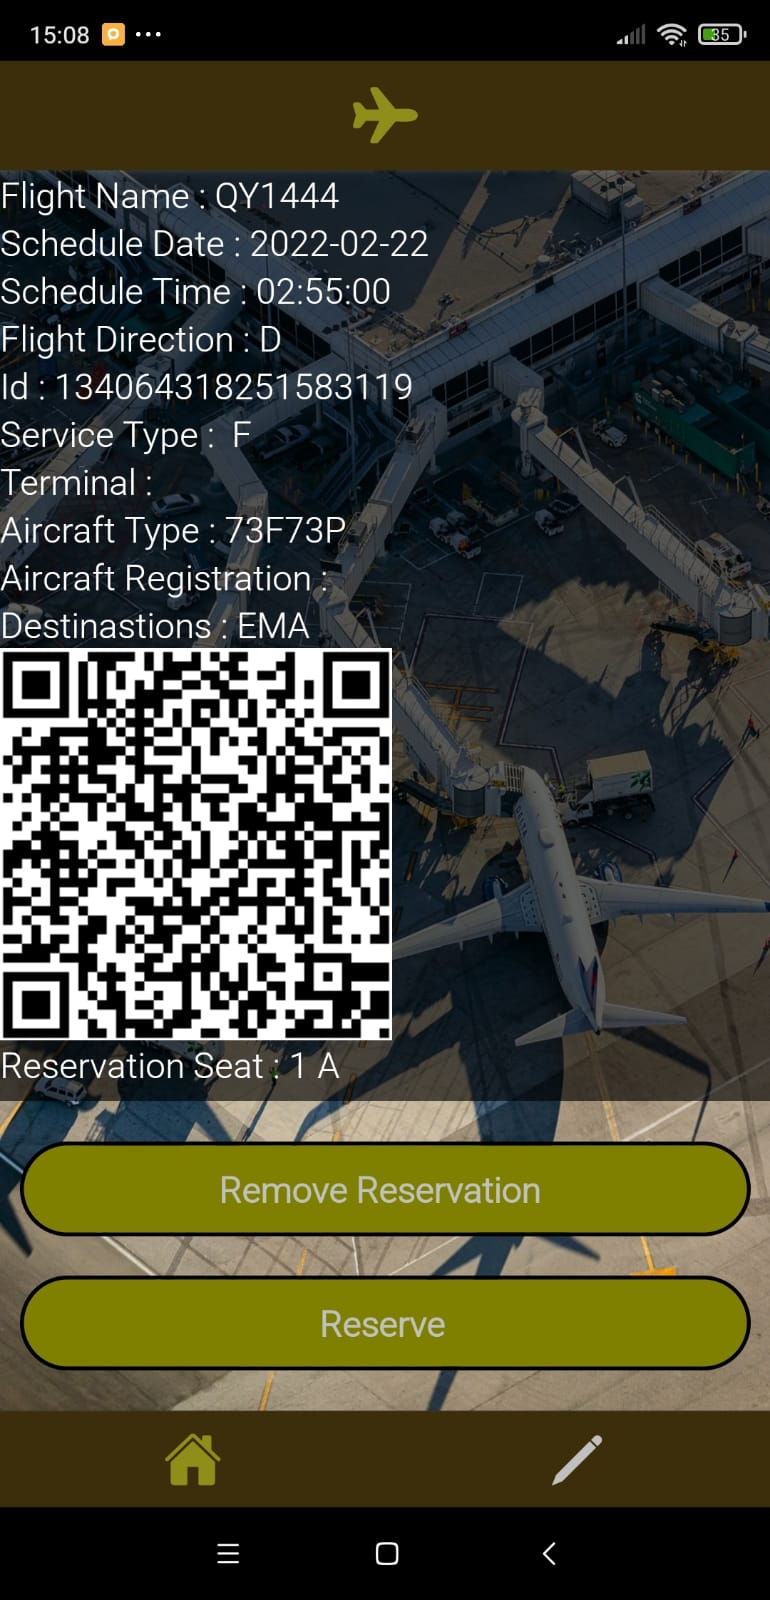 15:08
35
Flight Name : QY1444
Schedule Date : 2022-02-22
Schedule Time : 02:55:00
Flight Direction : D
Id : 134064318251583119
Service Type :  F
Terminal :
Aircraft Type : 73F73P
Aircraft Registration :
Destinastions : EMA
Reservation Seat : 1 A
Remove Reservation
Reserve